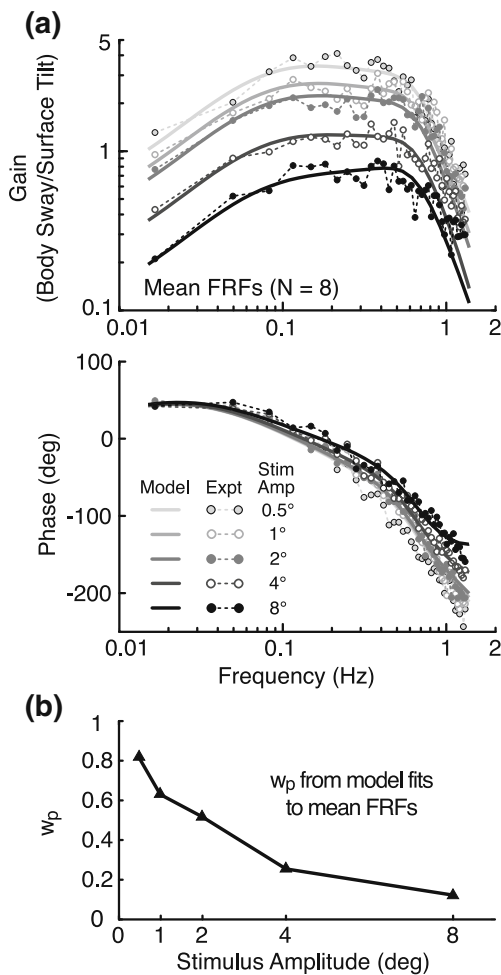 (a)
5
1
0.1
Gain
(Body Sway/Surface Tilt)
Mean FRFs (N = 8)
0.01 0.1 1 2
100
0
-100
-200
Phase (deg)
Model Expt Stim
Amp
0.5°
1°
2°
4°
8°
0.01 0.1 1 2
Frequency (Hz)
(b)
1
0.8
0.6
0.4
0.2
0
wp
wp from model fits
to mean FRFs
0 1 2 4 8
Stimulus Amplitude (deg)